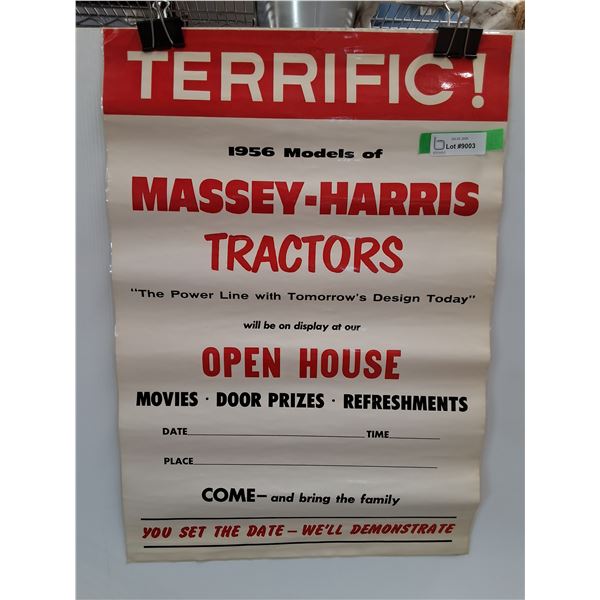 TERRIFIC!
Lot #9003
1956 Models of
MASSEY-HARRIS
TRACTORS
"The Power Line with Tomorrow's Design Today"
will be on display at our
OPEN HOUSE
MOVIES · DOOR PRIZES · REFRESHMENTS
DATE TIME
PLACE
COME— and bring the family
YOU SET THE DATE — WE'LL DEMONSTRATE